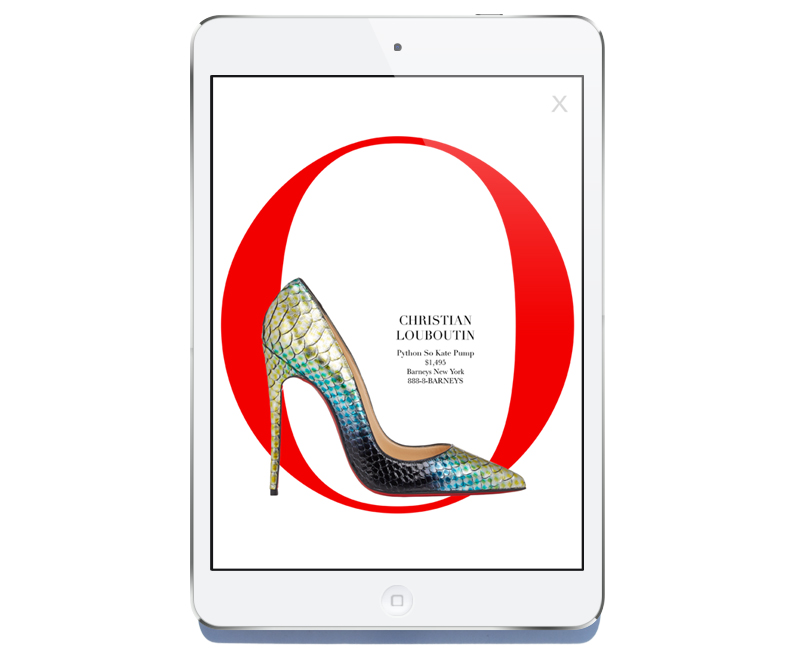 X
O
CHRISTIAN
LOUBOUTIN
Python So Kate Pump
$1,495
Barneys New York
888-8-BARNEYS